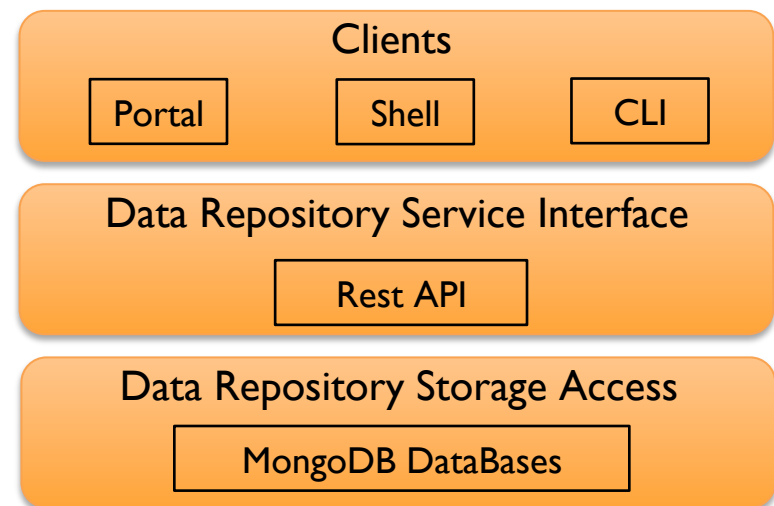 Clients
Portal Shell CLI
Data Repository Service Interface
Rest API
Data Repository Storage Access
MongoDB DataBases